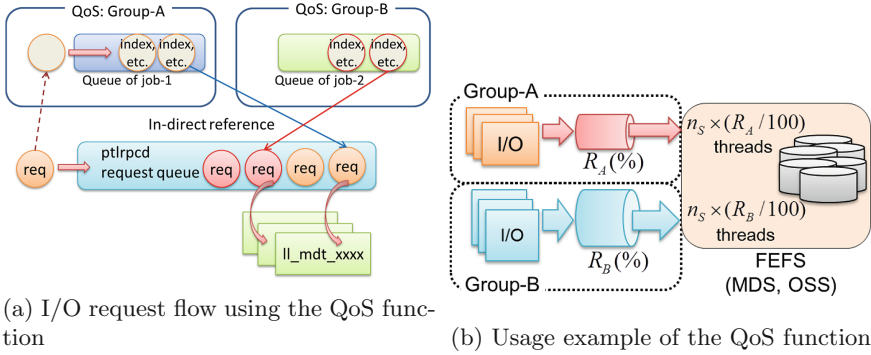 QoS: Group-A
QoS: Group-B
index, etc.
index, etc.
index, etc.
index, etc.
Queue of job-1
Queue of job-2
In-direct reference
req
ptlrpcd
request queue
req
req
req
req
ll_mdt_xxxx
(a) I/O request flow using the QoS func-
tion
Group-A
I/O
R_A(%)
n_S × (R_A / 100)
threads
I/O
R_B(%)
n_S × (R_B / 100)
threads
Group-B
FEFS
(MDS, OSS)
(b) Usage example of the QoS function